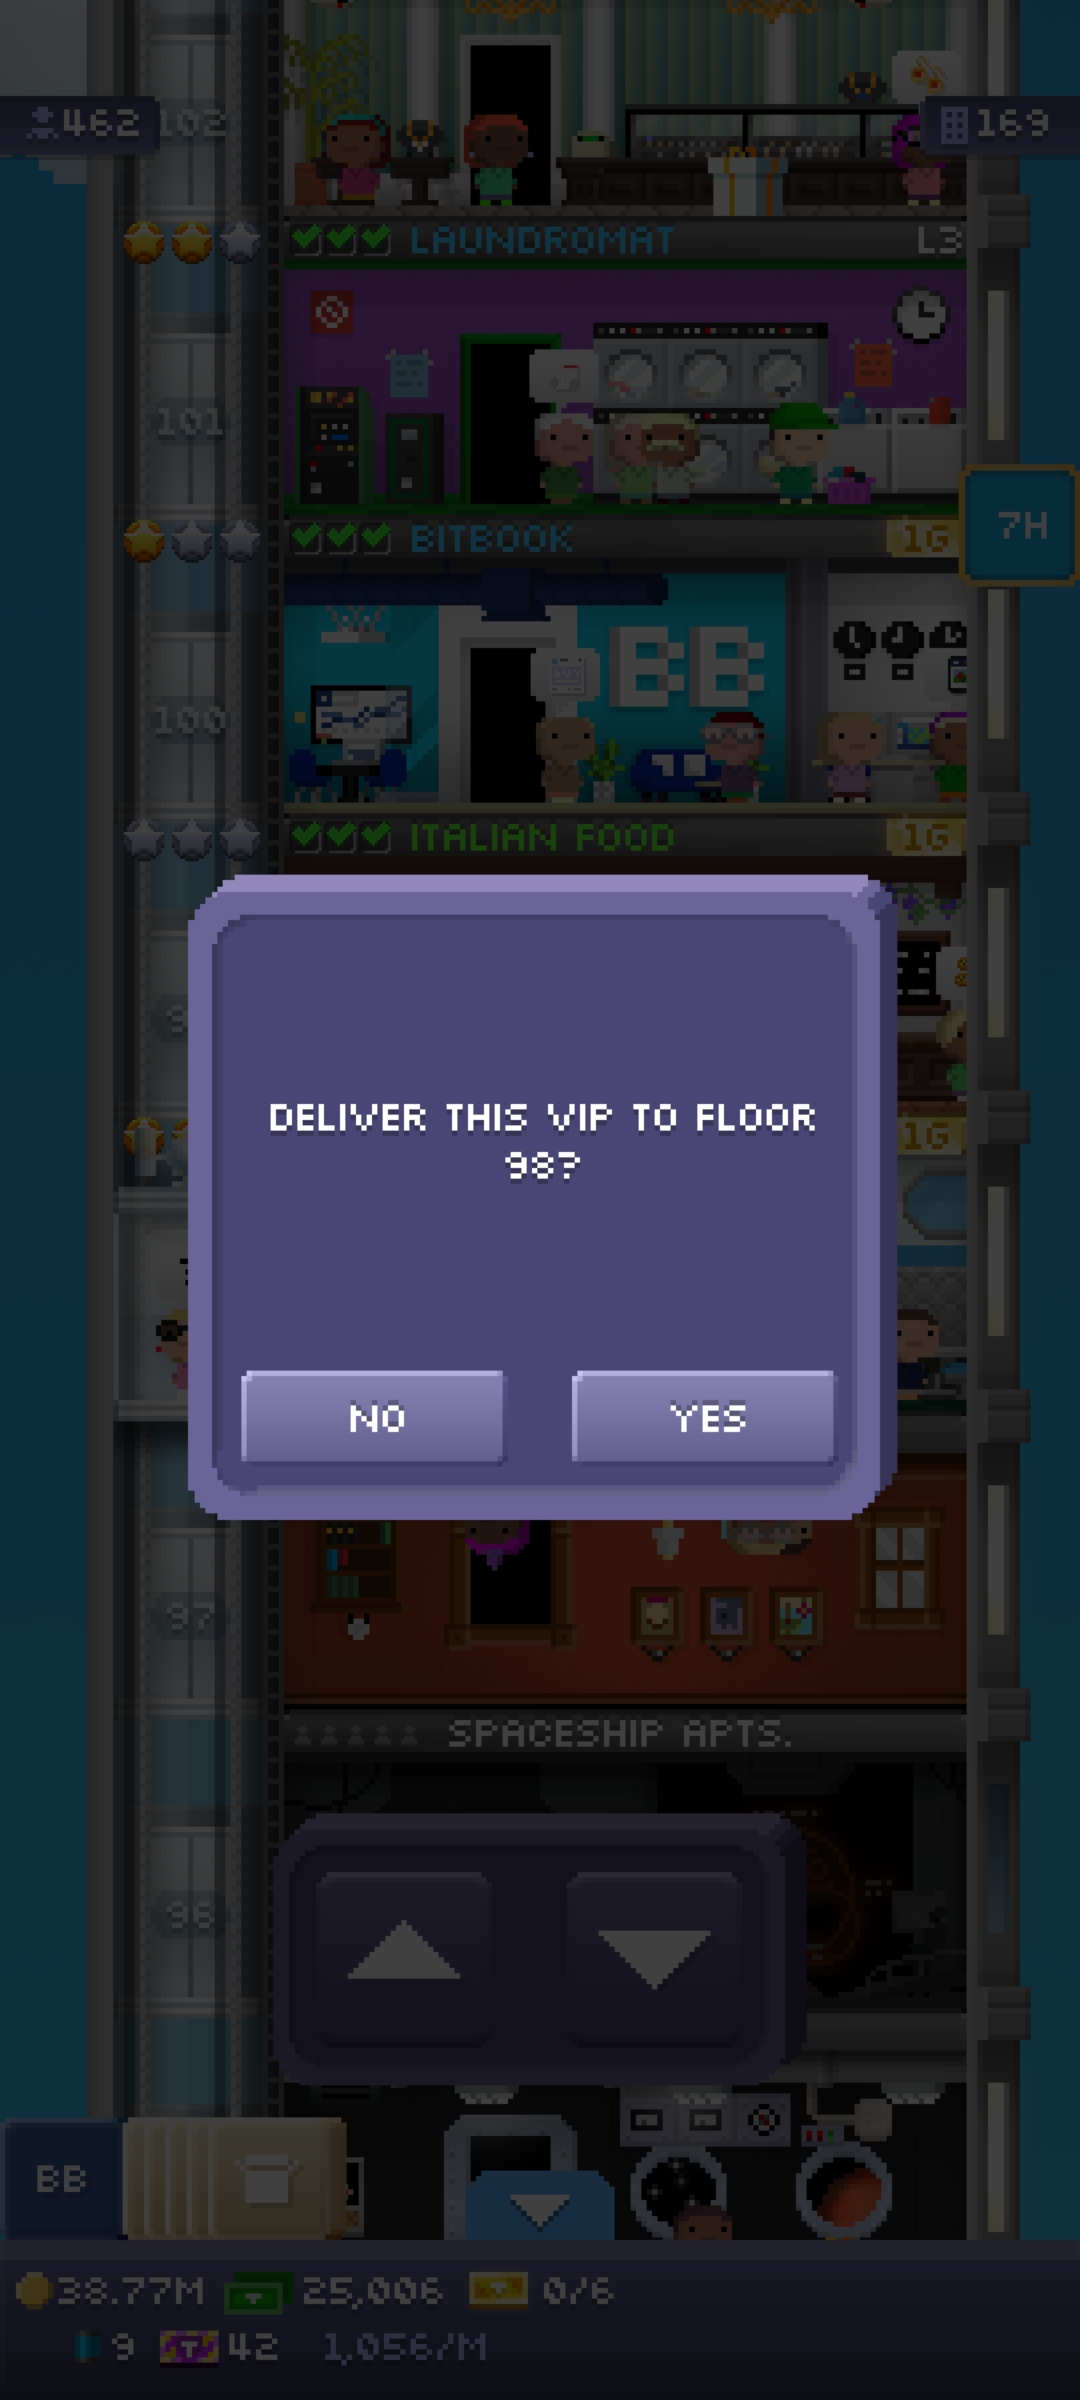 462
102
169
LAUNDROMAT
L3
101
BITBOOK
1G
7H
BB
100
ITALIAN FOOD
1G
1G
DELIVER THIS VIP TO FLOOR
98?
NO
YES
97
SPACESHIP APTS.
BB
38.77M
25,006
0/6
9
T
42
1,056/M